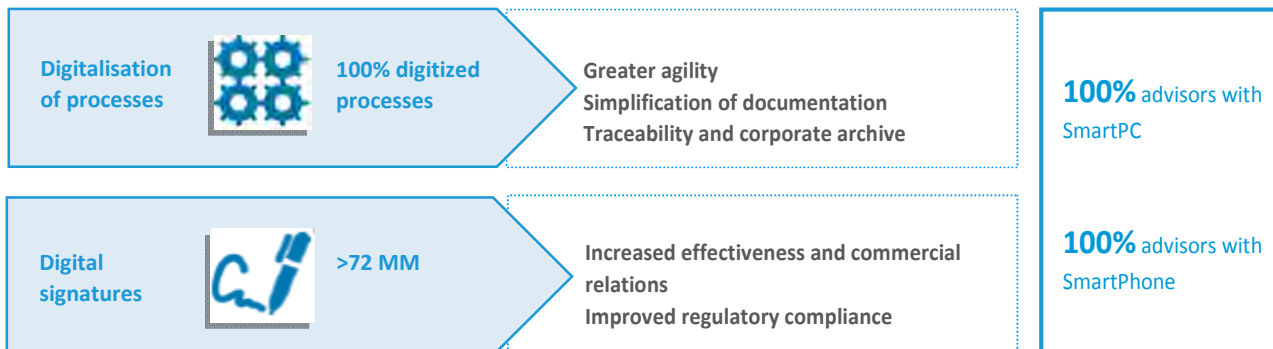 Digitalisation
of processes
100% digitized
processes
Greater agility
Simplification of documentation
Traceability and corporate archive
100% advisors with
SmartPC
Digital
signatures
>72 MM
Increased effectiveness and commercial
relations
Improved regulatory compliance
100% advisors with
SmartPhone